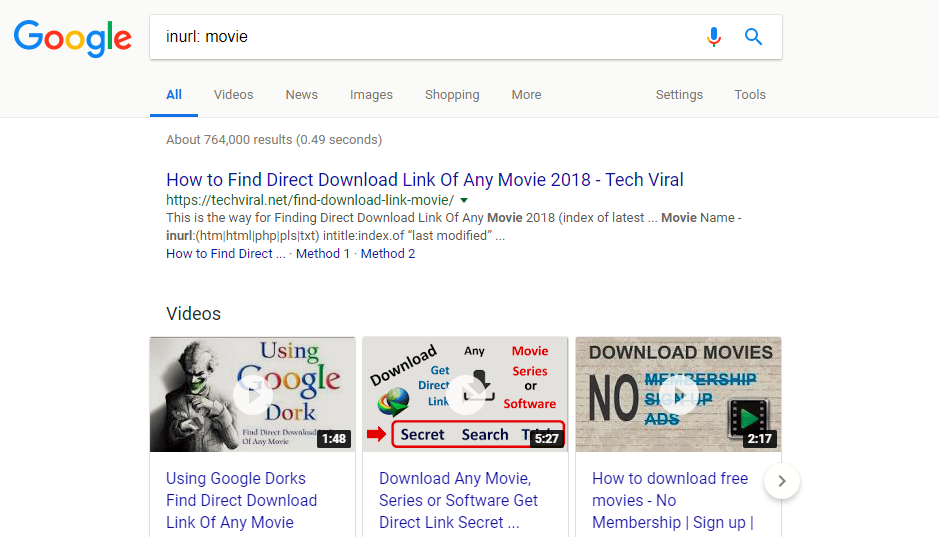 Google
inurl: movie
All Videos News Images Shopping More Settings Tools
About 764,000 results (0.49 seconds)
How to Find Direct Download Link Of Any Movie 2018 - Tech Viral
https://techviral.net/find-download-link-movie/
This is the way for Finding Direct Download Link Of Any Movie 2018 (index of latest ... Movie Name -
inurl:(htm|html|php|pls|txt) intitle:index.of “last modified” ...
How to Find Direct ... · Method 1 · Method 2
Videos
Using
Google
Dork
Find Direct Download
Of Any Movie
1:48
Download Any Movie
Get Series
Direct or
Link Software
Secret Search
5:27
DOWNLOAD MOVIES
NO MEMBERSHIP
SIGN UP
ADS
2:17
Using Google Dorks
Find Direct Download
Link Of Any Movie
Download Any Movie,
Series or Software Get
Direct Link Secret ...
How to download free
movies - No
Membership | Sign up |